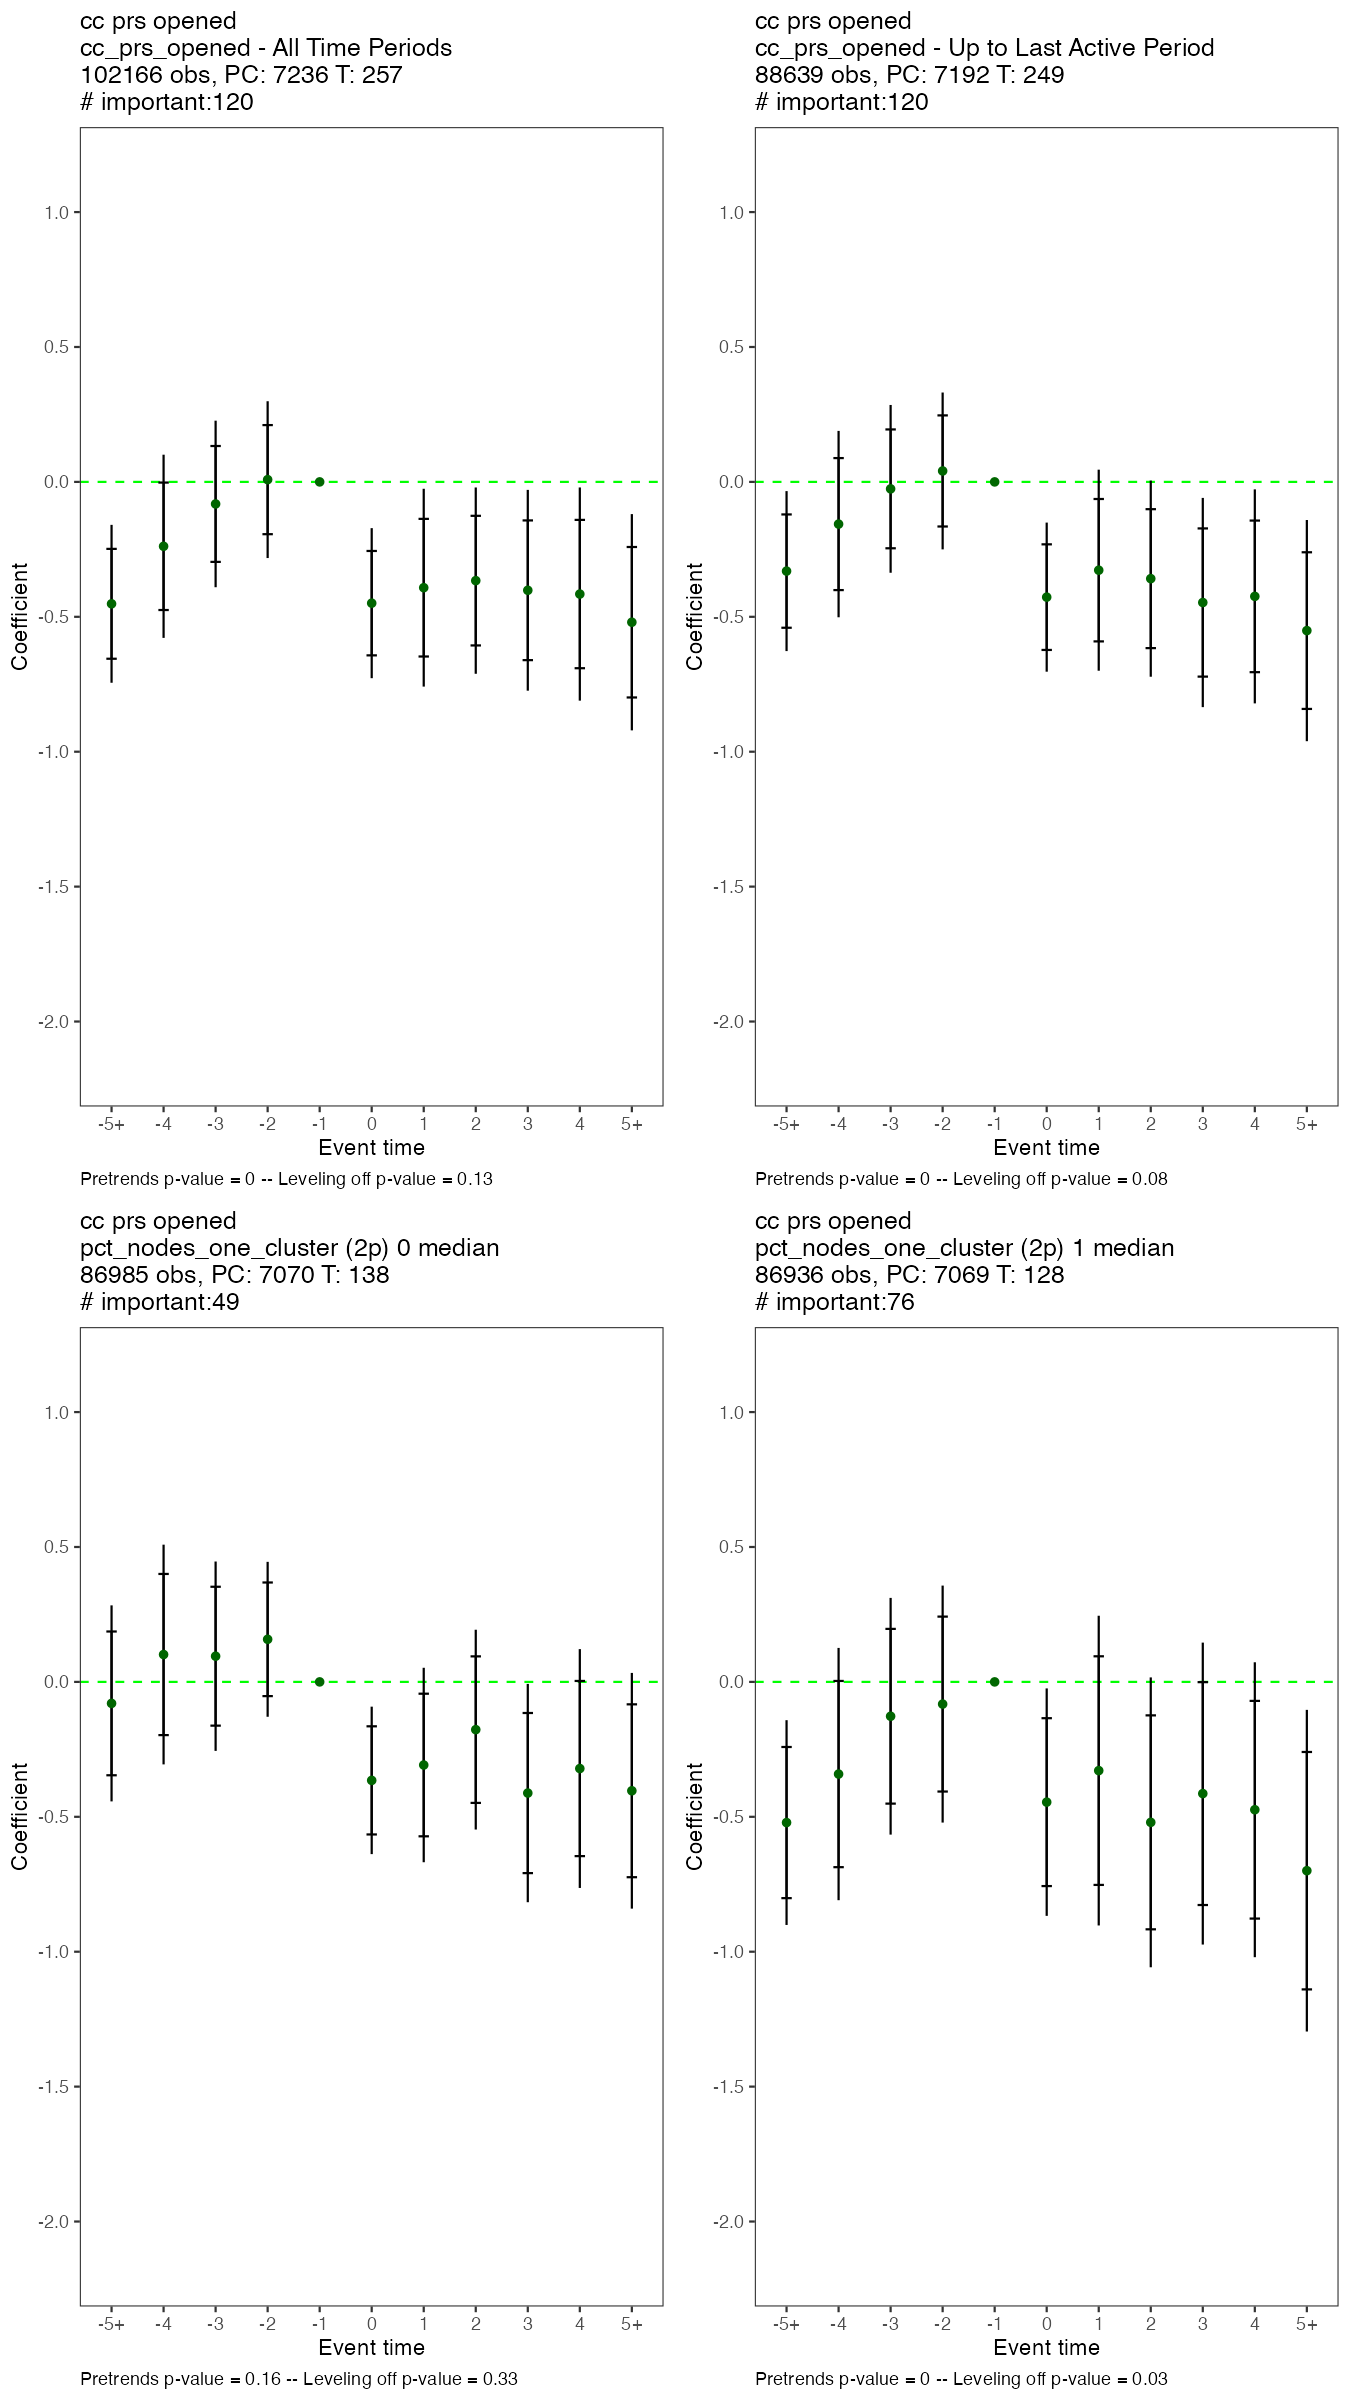 cc prs opened
cc_prs_opened - All Time Periods
102166 obs, PC: 7236 T: 257
# important:120
1.0
0.5
0.0
-0.5
-1.0
-1.5
-2.0
Coefficient
-5+ -4 -3 -2 -1 0 1 2 3 4 5+
Event time
Pretrends p-value = 0 -- Leveling off p-value = 0.13
cc prs opened
cc_prs_opened - Up to Last Active Period
88639 obs, PC: 7192 T: 249
# important:120
1.0
0.5
0.0
-0.5
-1.0
-1.5
-2.0
Coefficient
-5+ -4 -3 -2 -1 0 1 2 3 4 5+
Event time
Pretrends p-value = 0 -- Leveling off p-value = 0.08
cc prs opened
pct_nodes_one_cluster (2p) 0 median
86985 obs, PC: 7070 T: 138
# important:49
1.0
0.5
0.0
-0.5
-1.0
-1.5
-2.0
Coefficient
-5+ -4 -3 -2 -1 0 1 2 3 4 5+
Event time
Pretrends p-value = 0.16 -- Leveling off p-value = 0.33
cc prs opened
pct_nodes_one_cluster (2p) 1 median
86936 obs, PC: 7069 T: 128
# important:76
1.0
0.5
0.0
-0.5
-1.0
-1.5
-2.0
Coefficient
-5+ -4 -3 -2 -1 0 1 2 3 4 5+
Event time
Pretrends p-value = 0 -- Leveling off p-value = 0.03